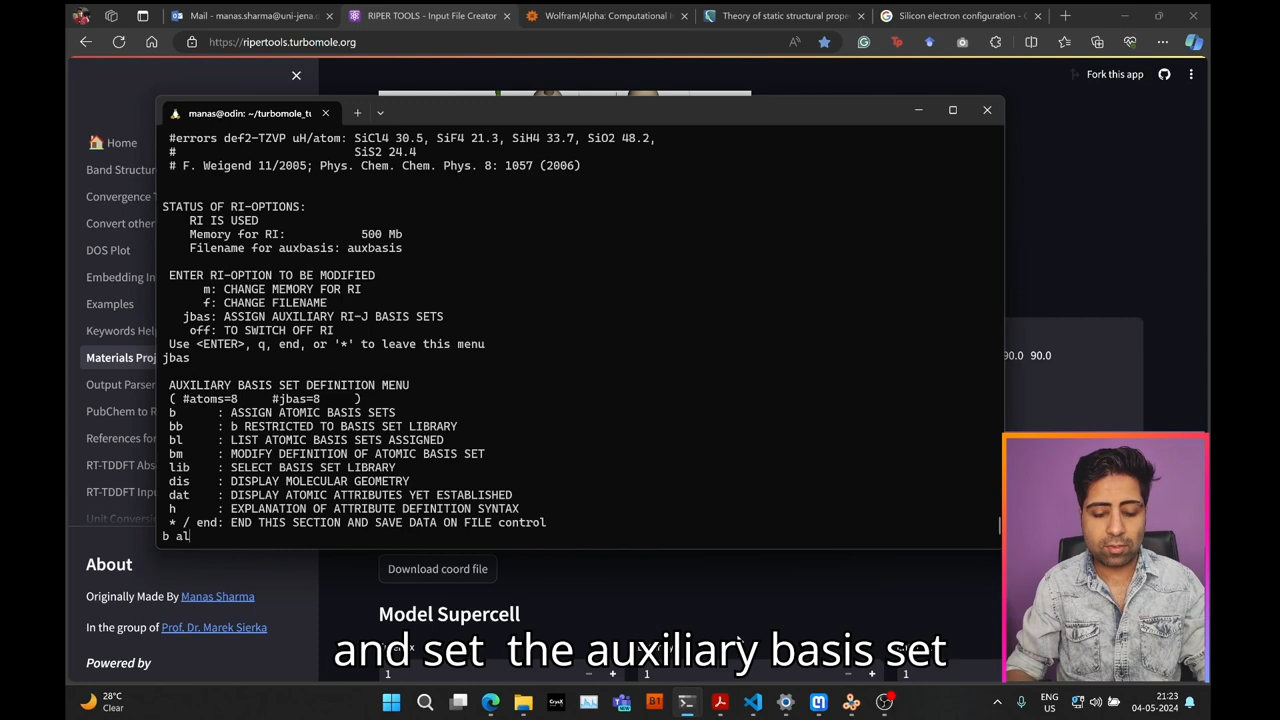 Mail - manas.sharma@uni-jena.d
RIPER TOOLS - Input File Creator
Wolfram|Alpha: Computational I
Theory of static structural prope
Silicon electron configuration -
https://ripertools.turbomole.org
Fork this app
Home
Band Structure
Convergence T
Convert other
DOS Plot
Embedding In
Examples
Keywords Help
Materials Proj
Output Parser
PubChem to R
References for
RT-TDDFT Abs
RT-TDDFT Inpu
Unit Conversio
About
Originally Made By Manas Sharma
In the group of Prof. Dr. Marek Sierka
Powered by
manas@odin: ~/turbomole_tu
#errors def2-TZVP uH/atom: SiCl4 30.5, SiF4 21.3, SiH4 33.7, SiO2 48.2,
# SiS2 24.4
# F. Weigend 11/2005; Phys. Chem. Chem. Phys. 8: 1057 (2006)
STATUS OF RI-OPTIONS:
RI IS USED
Memory for RI: 500 Mb
Filename for auxbasis: auxbasis
ENTER RI-OPTION TO BE MODIFIED
m: CHANGE MEMORY FOR RI
f: CHANGE FILENAME
jbas: ASSIGN AUXILIARY RI-J BASIS SETS
off: TO SWITCH OFF RI
Use <ENTER>, q, end, or '*' to leave this menu
jbas
AUXILIARY BASIS SET DEFINITION MENU
( #atoms=8 #jbas=8 )
b : ASSIGN ATOMIC BASIS SETS
bb : b RESTRICTED TO BASIS SET LIBRARY
bl : LIST ATOMIC BASIS SETS ASSIGNED
bm : MODIFY DEFINITION OF ATOMIC BASIS SET
lib : SELECT BASIS SET LIBRARY
dis : DISPLAY MOLECULAR GEOMETRY
dat : DISPLAY ATOMIC ATTRIBUTES YET ESTABLISHED
h : EXPLANATION OF ATTRIBUTE DEFINITION SYNTAX
* / end: END THIS SECTION AND SAVE DATA ON FILE control
b al
90.0 90.0
Download coord file
Model Supercell
and set the auxiliary basis set
1 - + 1 - + 1 - +
28°C
Clear
ENG
US
21:23
04-05-2024